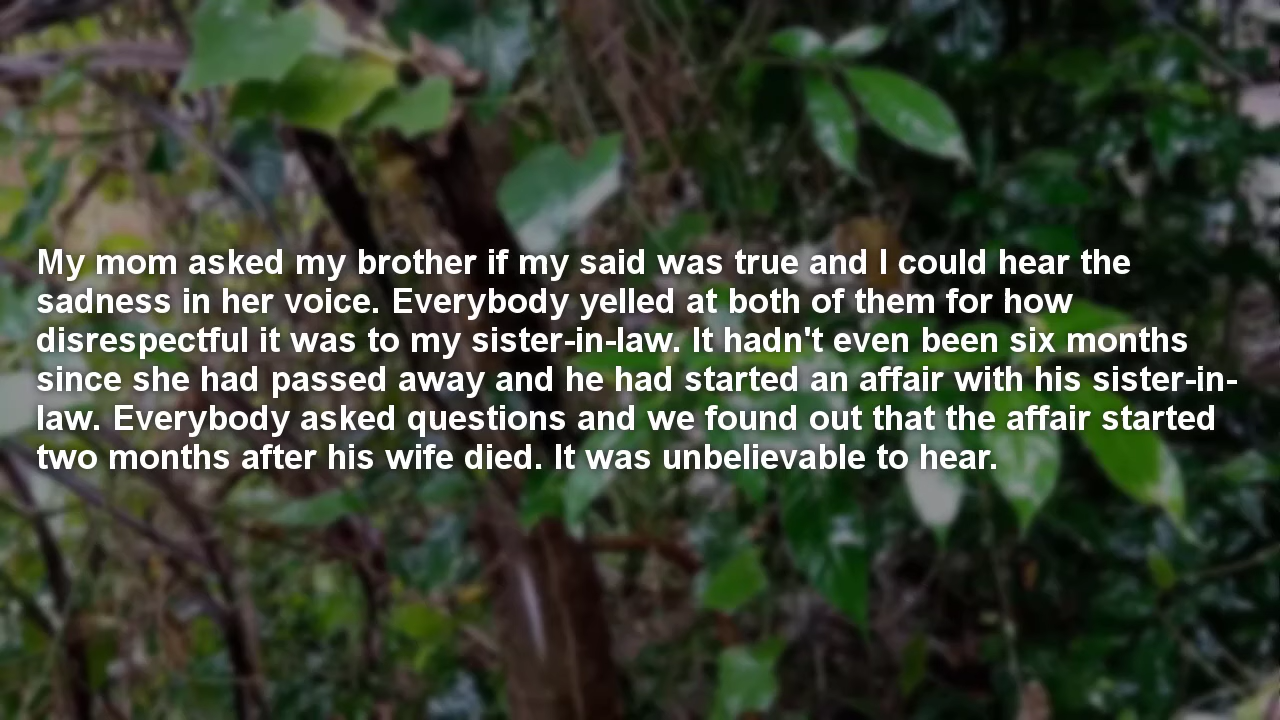 My mom asked my brother if my said was true and I could hear the
sadness in her voice. Everybody yelled at both of them for how
disrespectful it was to my sister-in-law. It hadn't even been six months
since she had passed away and he had started an affair with his sister-in-
law. Everybody asked questions and we found out that the affair started
two months after his wife died. It was unbelievable to hear.